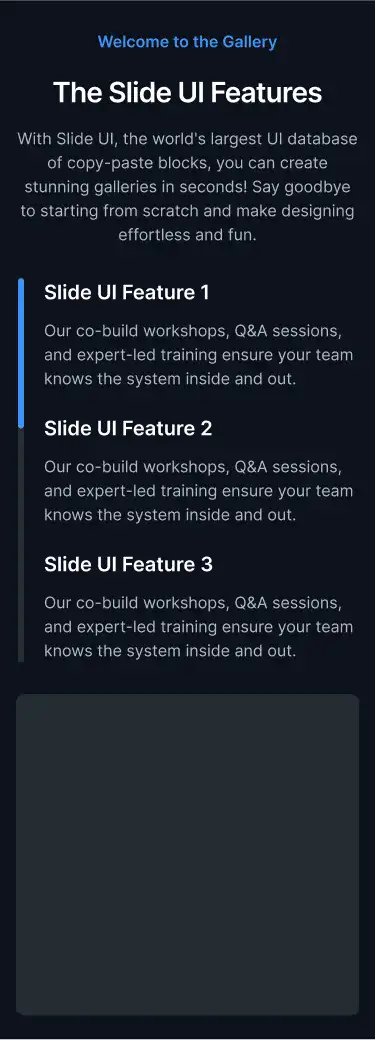 Welcome to the Gallery
The Slide UI Features
With Slide UI, the world's largest UI database
of copy-paste blocks, you can create
stunning galleries in seconds! Say goodbye
to starting from scratch and make designing
effortless and fun.
Slide UI Feature 1
Our co-build workshops, Q&A sessions,
and expert-led training ensure your team
knows the system inside and out.
Slide UI Feature 2
Our co-build workshops, Q&A sessions,
and expert-led training ensure your team
knows the system inside and out.
Slide UI Feature 3
Our co-build workshops, Q&A sessions,
and expert-led training ensure your team
knows the system inside and out.